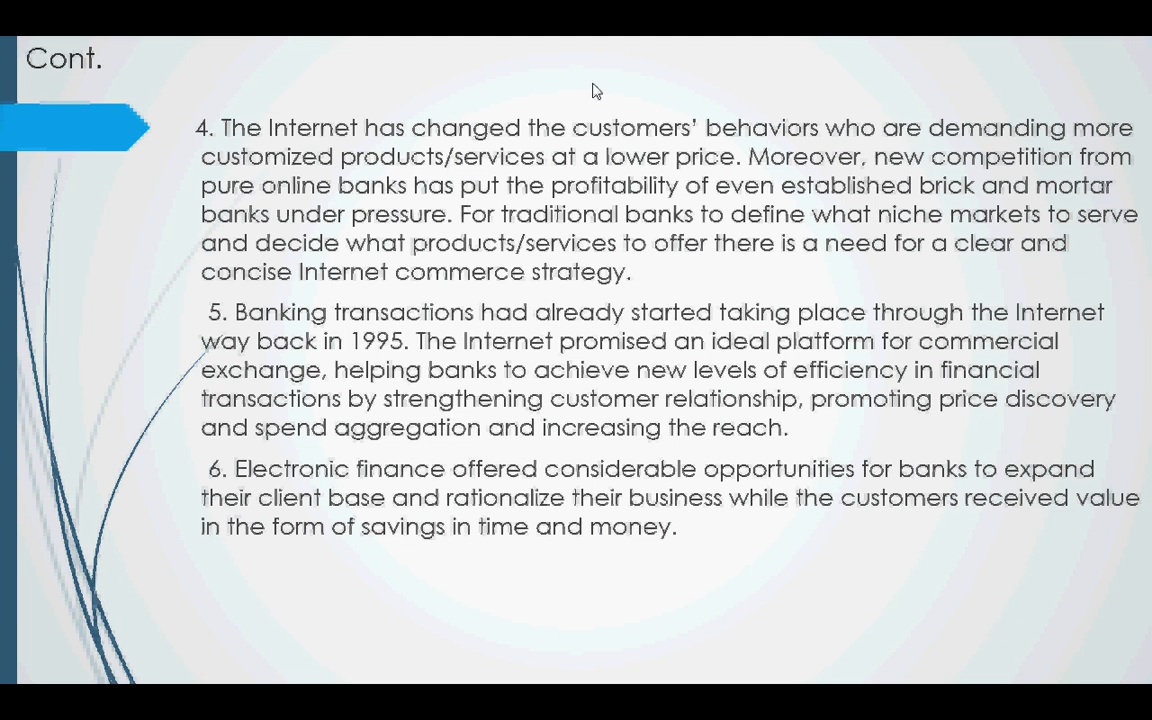 Cont.
4. The Internet has changed the customers’ behaviors who are demanding more
customized products/services at a lower price. Moreover, new competition from
pure online banks has put the profitability of even established brick and mortar
banks under pressure. For traditional banks to define what niche markets to serve
and decide what products/services to offer there is a need for a clear and
concise Internet commerce strategy.
5. Banking transactions had already started taking place through the Internet
way back in 1995. The Internet promised an ideal platform for commercial
exchange, helping banks to achieve new levels of efficiency in financial
transactions by strengthening customer relationship, promoting price discovery
and spend aggregation and increasing the reach.
6. Electronic finance offered considerable opportunities for banks to expand
their client base and rationalize their business while the customers received value
in the form of savings in time and money.